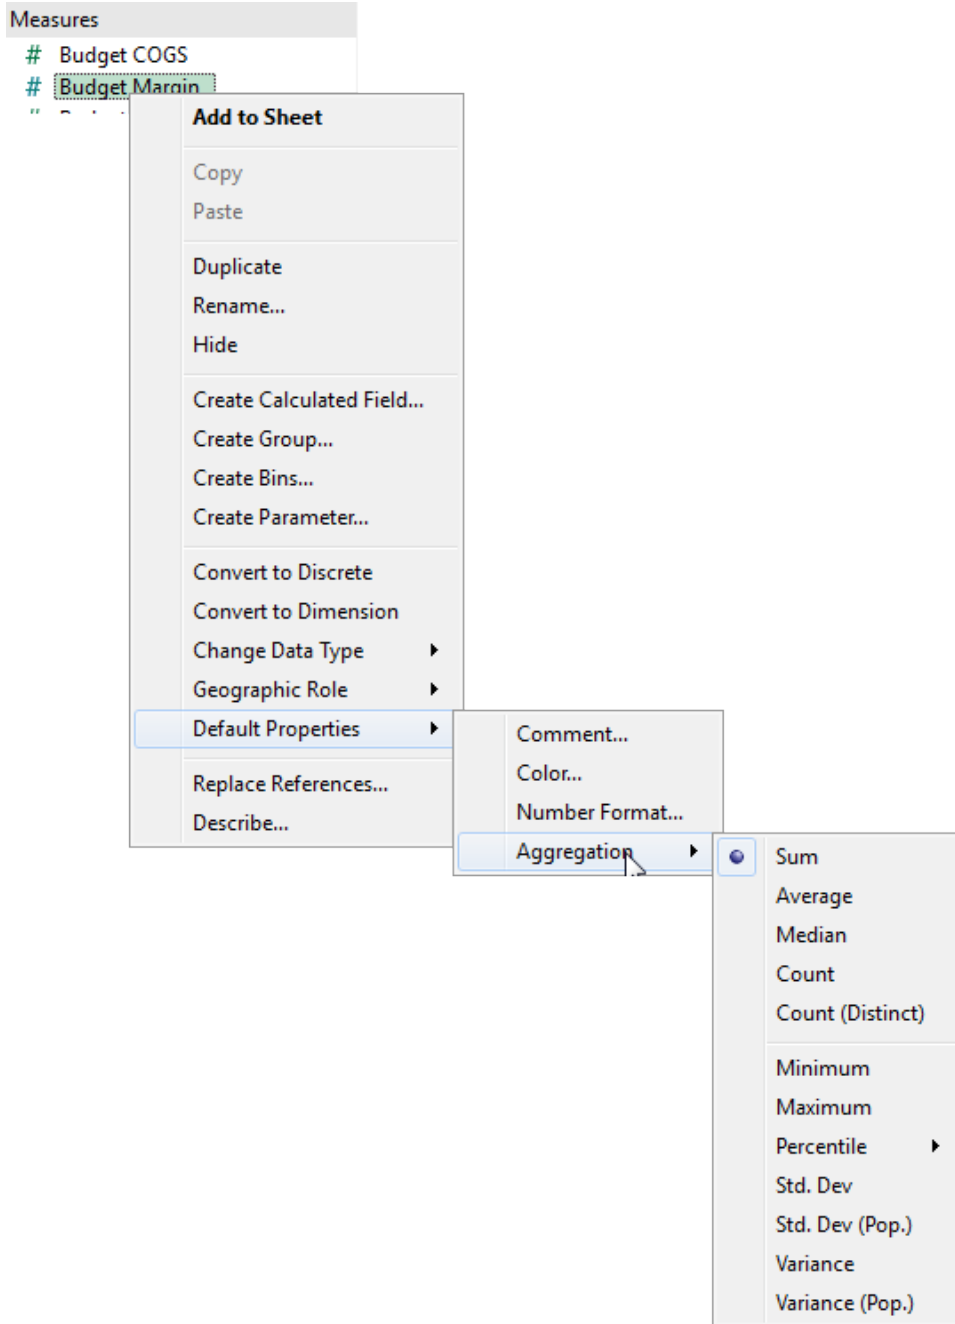 Measures
# Budget COGS
# Budget Margin
Add to Sheet
Copy
Paste
Duplicate
Rename...
Hide
Create Calculated Field...
Create Group...
Create Bins...
Create Parameter...
Convert to Discrete
Convert to Dimension
Change Data Type
Geographic Role
Default Properties
Replace References...
Describe...
Comment...
Color...
Number Format...
Aggregation
Sum
Average
Median
Count
Count (Distinct)
Minimum
Maximum
Percentile
Std. Dev
Std. Dev (Pop.)
Variance
Variance (Pop.)